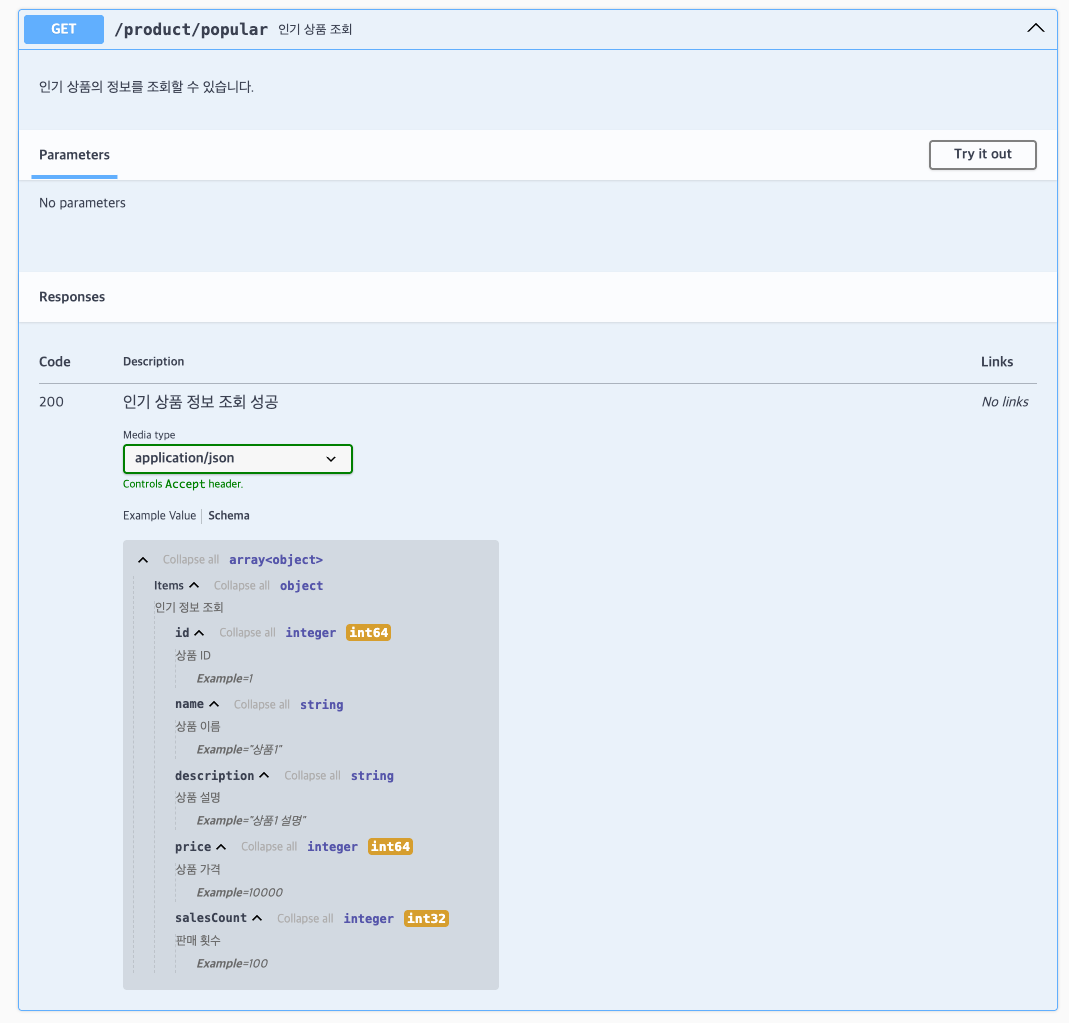 GET /product/popular 인기 상품 조회
인기 상품의 정보를 조회할 수 있습니다.
Parameters
Try it out
No parameters
Responses
Code Description Links
200 인기 상품 정보 조회 성공 No links
Media type
application/json
Controls Accept header.
Example Value Schema
Collapse all array<object>
Items Collapse all object
인기 정보 조회
id Collapse all integer int64
상품 ID
Example=1
name Collapse all string
상품 이름
Example="상품1"
description Collapse all string
상품 설명
Example="상품1 설명"
price Collapse all integer int64
상품 가격
Example=10000
salesCount Collapse all integer int32
판매 횟수
Example=100